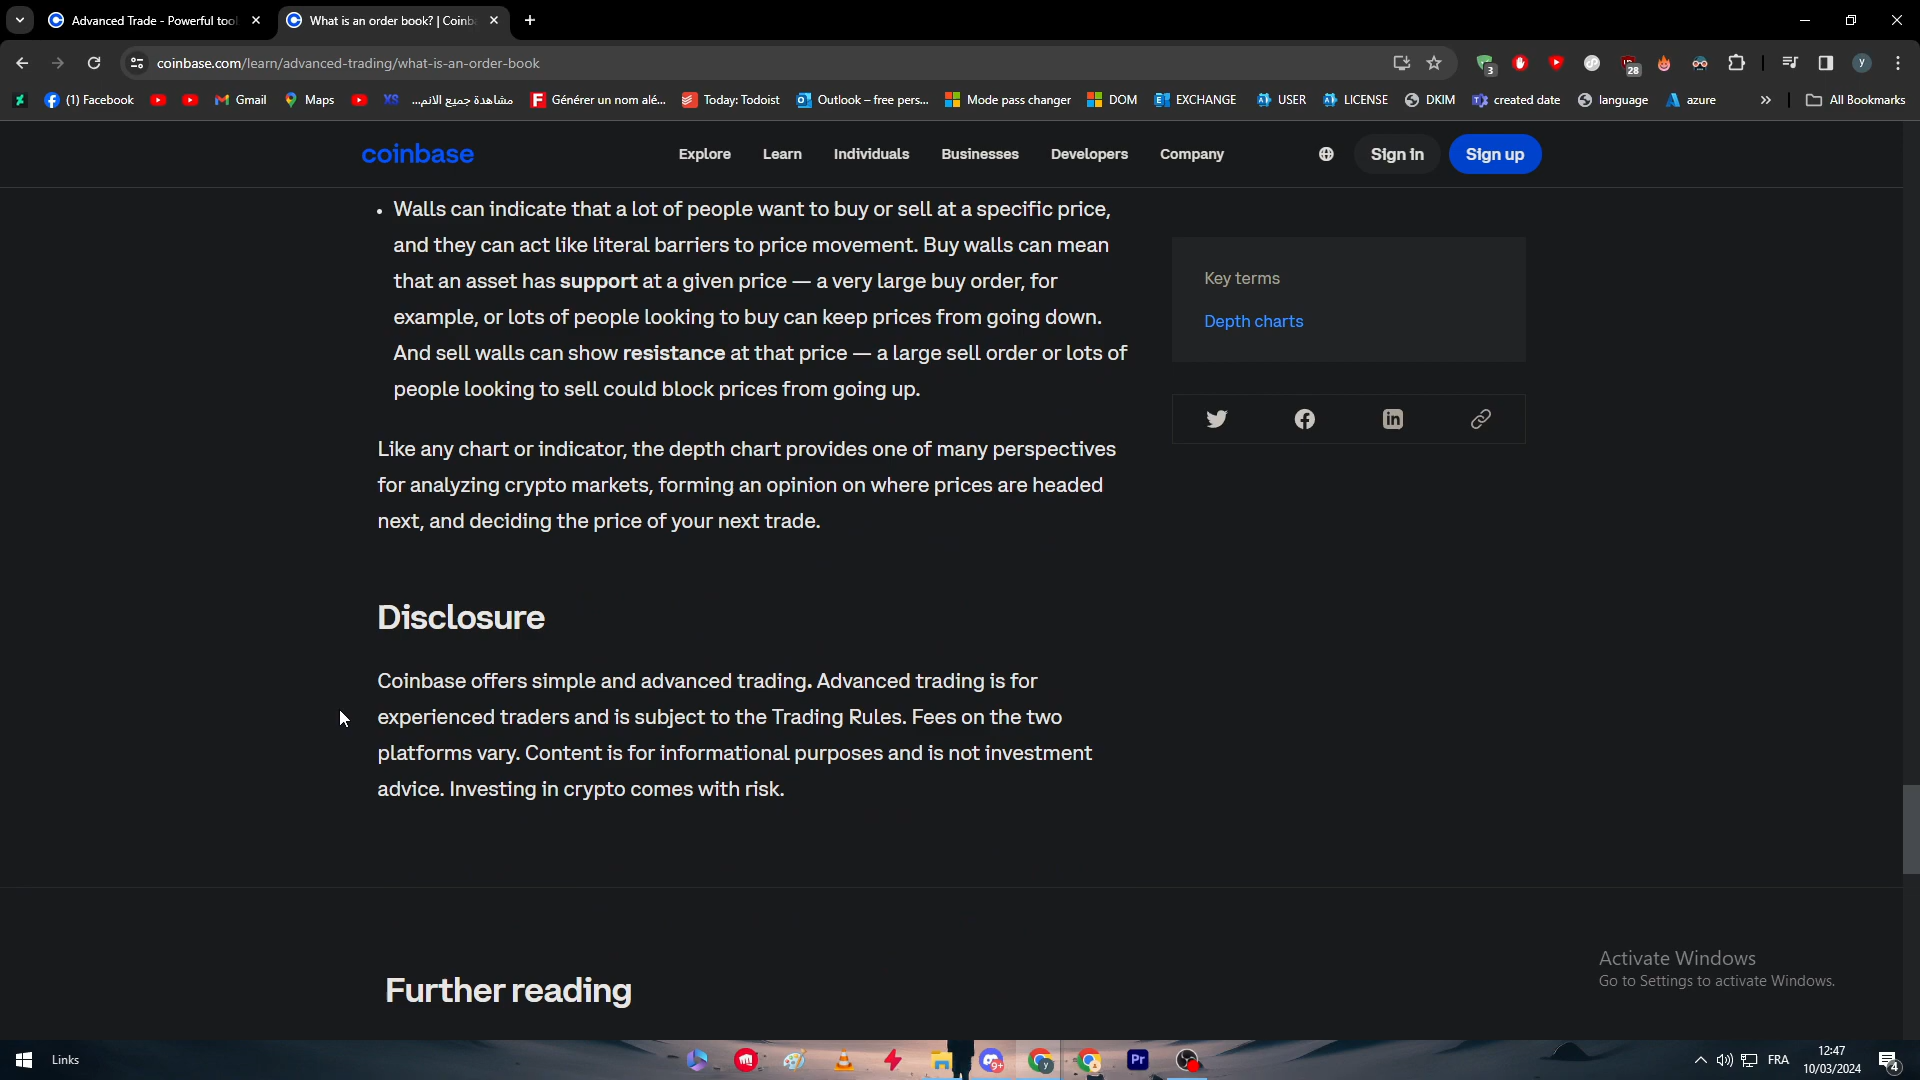 Advanced Trade - Powerful tool
What is an order book? | Coinb
coinbase.com/learn/advanced-trading/what-is-an-order-book
3
28
y
(1) Facebook
Gmail
Maps
XS
مشاهدة جميع الانم...
Générer un nom alé...
Today: Todoist
Outlook – free pers...
Mode pass changer
DOM
EXCHANGE
USER
LICENSE
DKIM
created date
language
azure
All Bookmarks
coinbase
Explore
Learn
Individuals
Businesses
Developers
Company
Sign in
Sign up
• Walls can indicate that a lot of people want to buy or sell at a specific price,
and they can act like literal barriers to price movement. Buy walls can mean
that an asset has support at a given price — a very large buy order, for
example, or lots of people looking to buy can keep prices from going down.
And sell walls can show resistance at that price — a large sell order or lots of
people looking to sell could block prices from going up.
Key terms
Depth charts
Like any chart or indicator, the depth chart provides one of many perspectives
for analyzing crypto markets, forming an opinion on where prices are headed
next, and deciding the price of your next trade.
Disclosure
Coinbase offers simple and advanced trading. Advanced trading is for
experienced traders and is subject to the Trading Rules. Fees on the two
platforms vary. Content is for informational purposes and is not investment
advice. Investing in crypto comes with risk.
Further reading
Activate Windows
Go to Settings to activate Windows.
Links
9+
Pr
FRA
12:47
10/03/2024
4